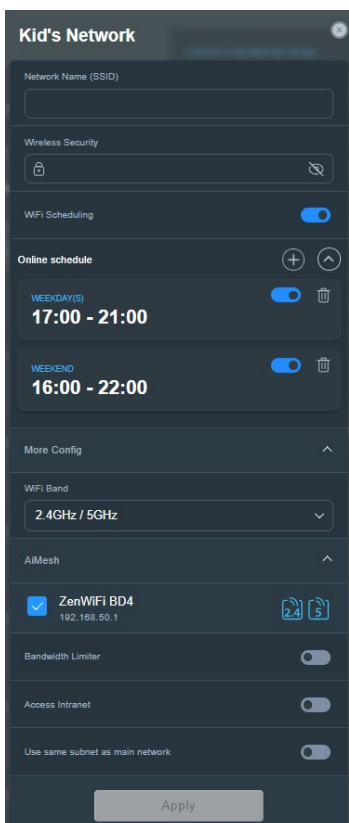 Kid's Network
Network Name (SSID)
Wireless Security
WiFi Scheduling
Online schedule
WEEKDAY(S)
17:00 - 21:00
WEEKEND
16:00 - 22:00
More Config
WiFi Band
2.4GHz / 5GHz
AiMesh
ZenWiFi BD4
192.168.50.1
2.4 5
Bandwidth Limiter
Access Intranet
Use same subnet as main network
Apply